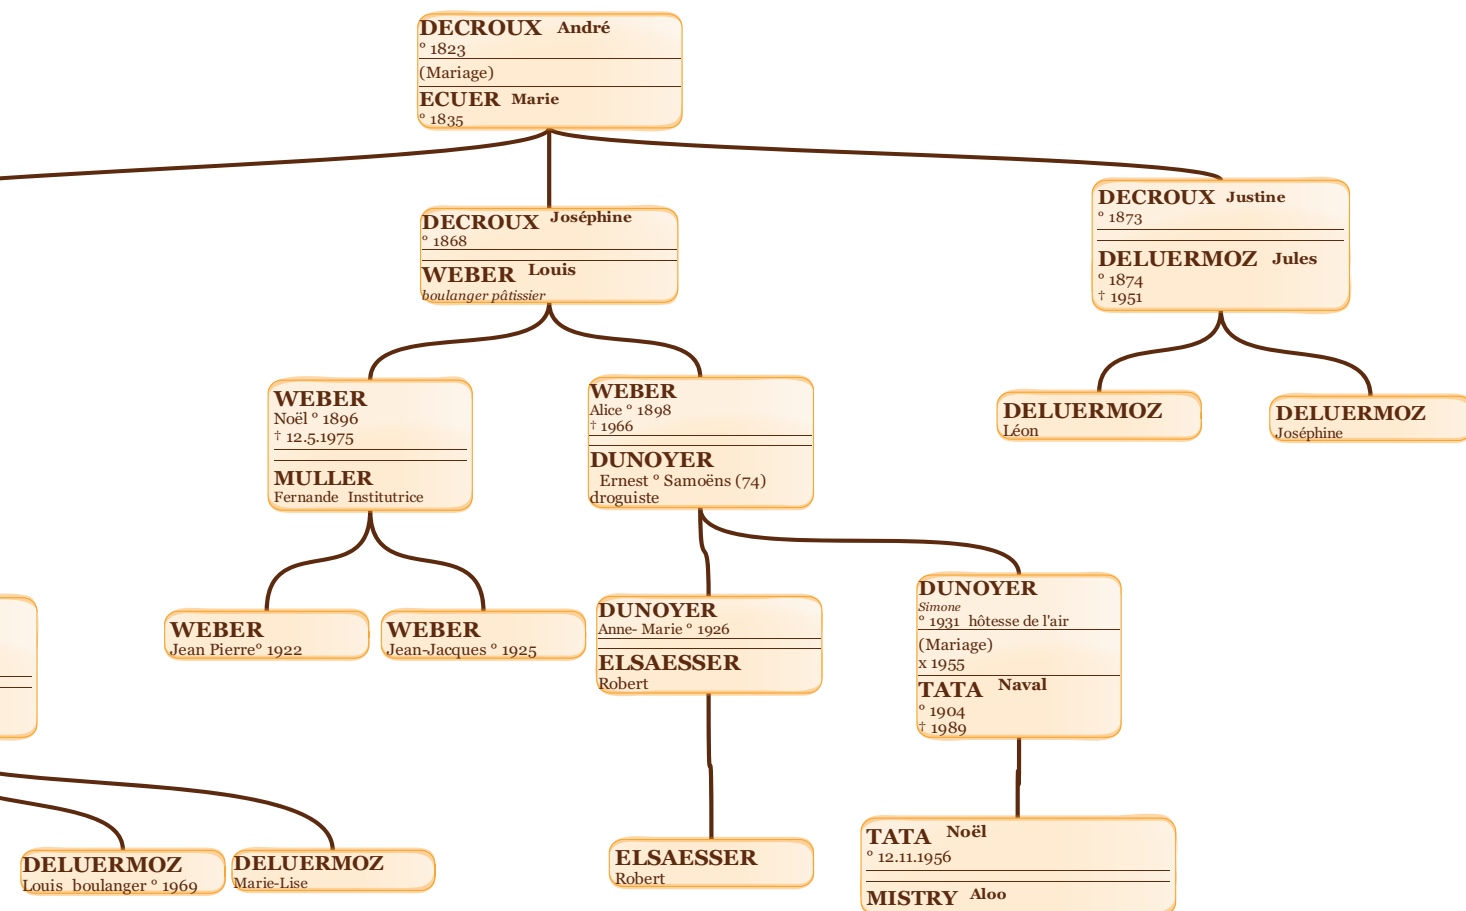 DECROUX André
° 1823
(Mariage)
ECUER Marie
° 1835
DECROUX Joséphine
° 1868
WEBER Louis
boulanger pâtissier
DECROUX Justine
° 1873
DELUERMOZ Jules
° 1874
† 1951
WEBER
Noël ° 1896
† 12.5.1975
MULLER
Fernande Institutrice
WEBER
Alice ° 1898
† 1966
DUNOYER
Ernest ° Samoëns (74)
droguiste
DELUERMOZ
Léon
DELUERMOZ
Joséphine
WEBER
Jean Pierre° 1922
WEBER
Jean-Jacques ° 1925
DUNOYER
Anne- Marie ° 1926
ELSAESSER
Robert
DUNOYER
Simone
° 1931 hôtesse de l'air
(Mariage)
x 1955
TATA Naval
° 1904
† 1989
DELUERMOZ
Louis boulanger ° 1969
DELUERMOZ
Marie-Lise
ELSAESSER
Robert
TATA Noël
° 12.11.1956
MISTRY Aloo